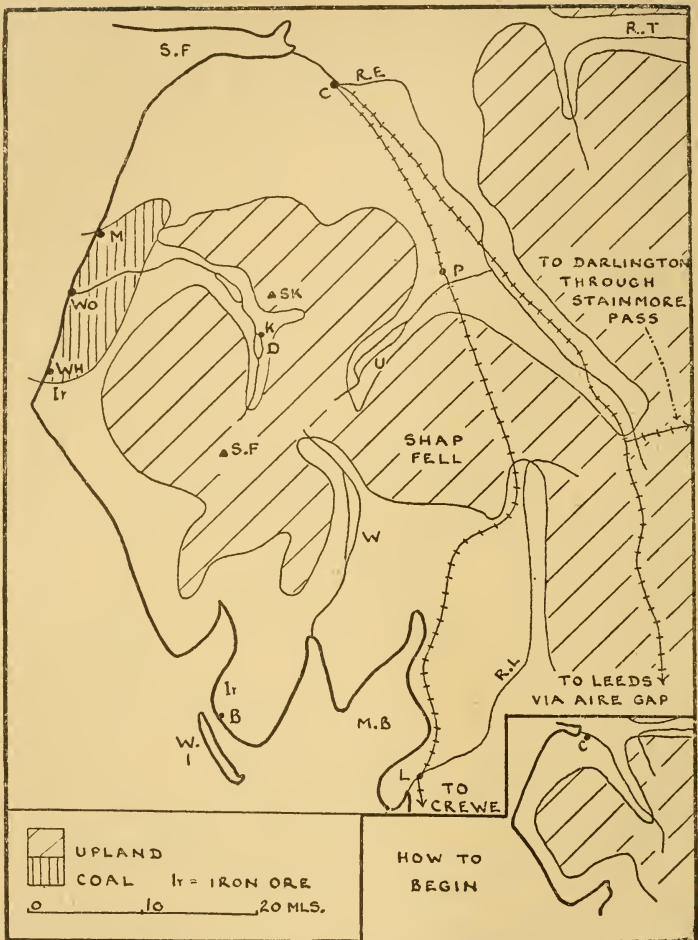 S.F
R.T
R.E
C
M
TO DARLINGTON
THROUGH
STAINMORE
PASS
P
SK
WO
K
D
WH
U
Ir
S.F
SHAP
FELL
W
R.L
Ir
TO LEEDS
VIA AIRE GAP
B
M.B
W.
I
C
L
TO
CREWE
UPLAND
COAL Ir = IRON ORE
0 10 20 MLS.
HOW TO
BEGIN